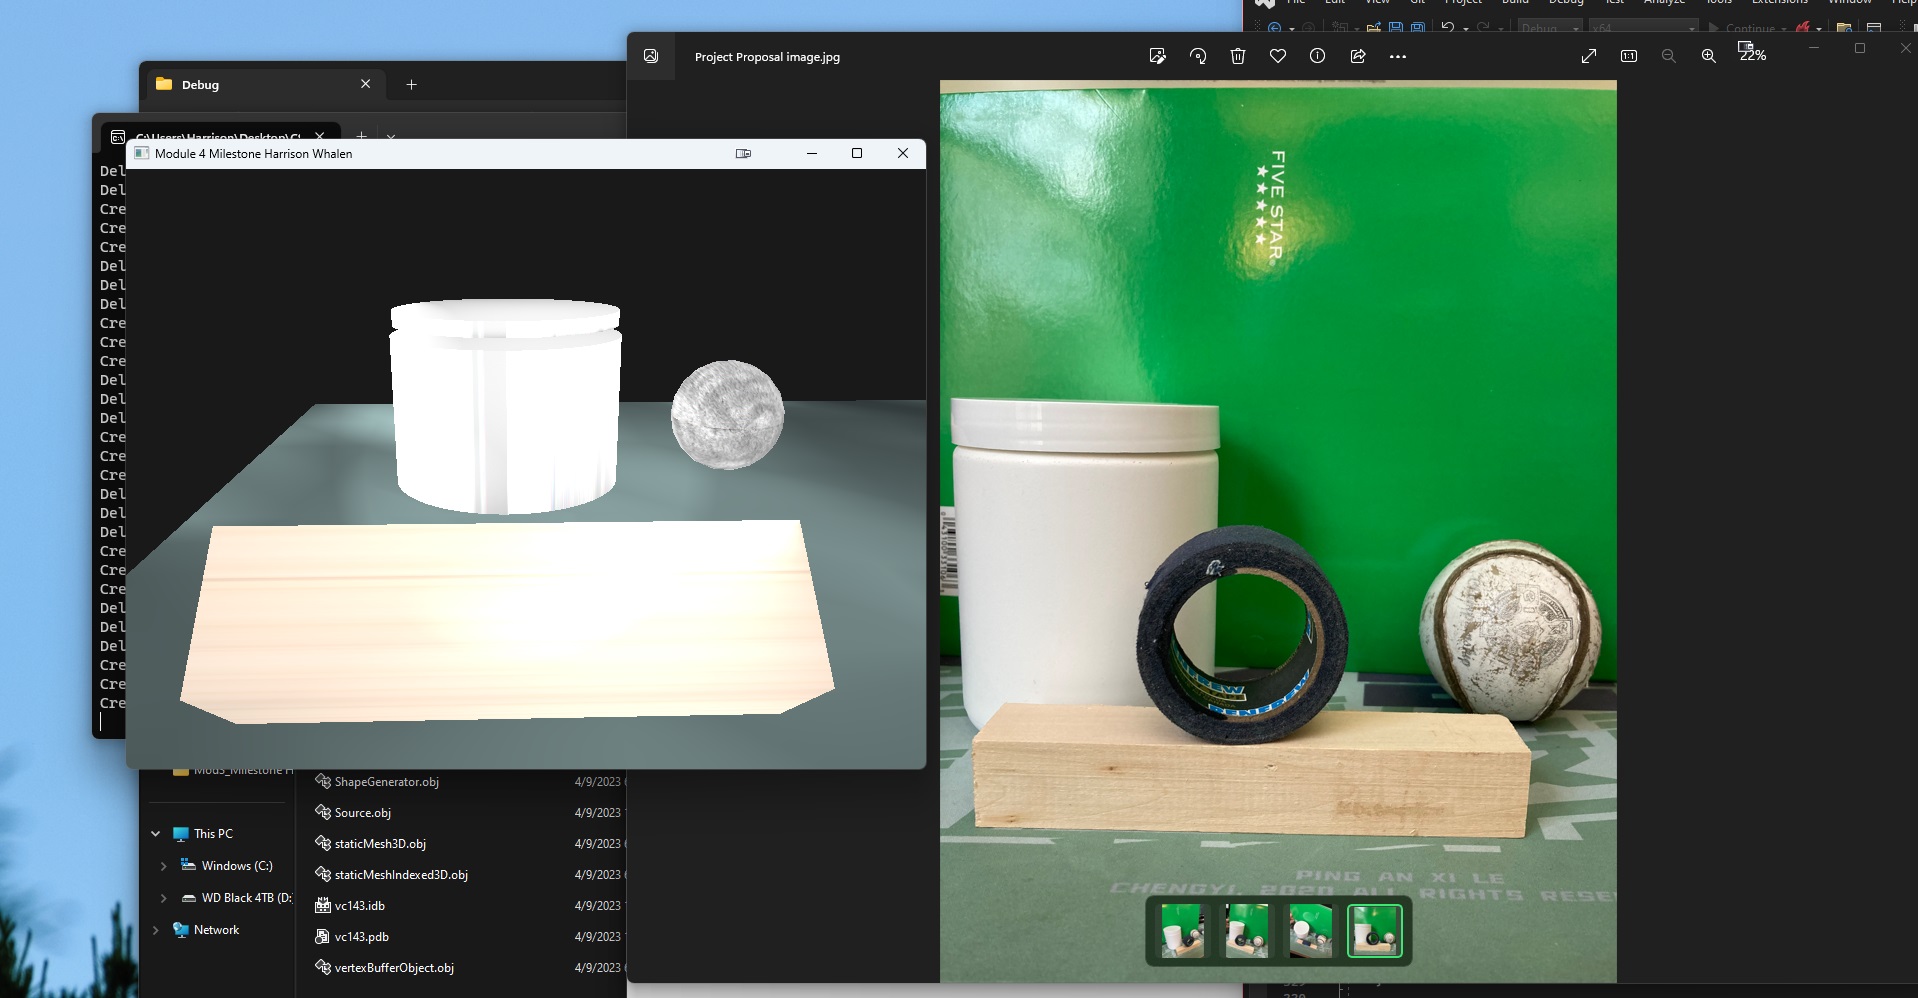 File Edit View Git Project Build Debug Test Analyze Tools Extensions Window Help
Debug x64 Continue
Debug
C:\Users\Harrison\Desktop\CS
Project Proposal image.jpg
22%
Module 4 Milestone Harrison Whalen
Del
Del
Cre
Cre
Cre
Del
Del
Del
Cre
Cre
Cre
Del
Del
Del
Cre
Cre
Cre
Del
Del
Del
Cre
Cre
Cre
Del
Del
Del
Cre
Cre
Cre
FIVE STAR
RENFREW
PING AN XI LE
CHENGYI, 2020 ALL RIGHTS RESE
Mod3_Milestone H
This PC
Windows (C:)
WD Black 4TB (D:)
Network
ShapeGenerator.obj 4/9/2023
Source.obj 4/9/2023
staticMesh3D.obj 4/9/2023
staticMeshIndexed3D.obj 4/9/2023
vc143.idb 4/9/2023
vc143.pdb 4/9/2023
vertexBufferObject.obj 4/9/2023